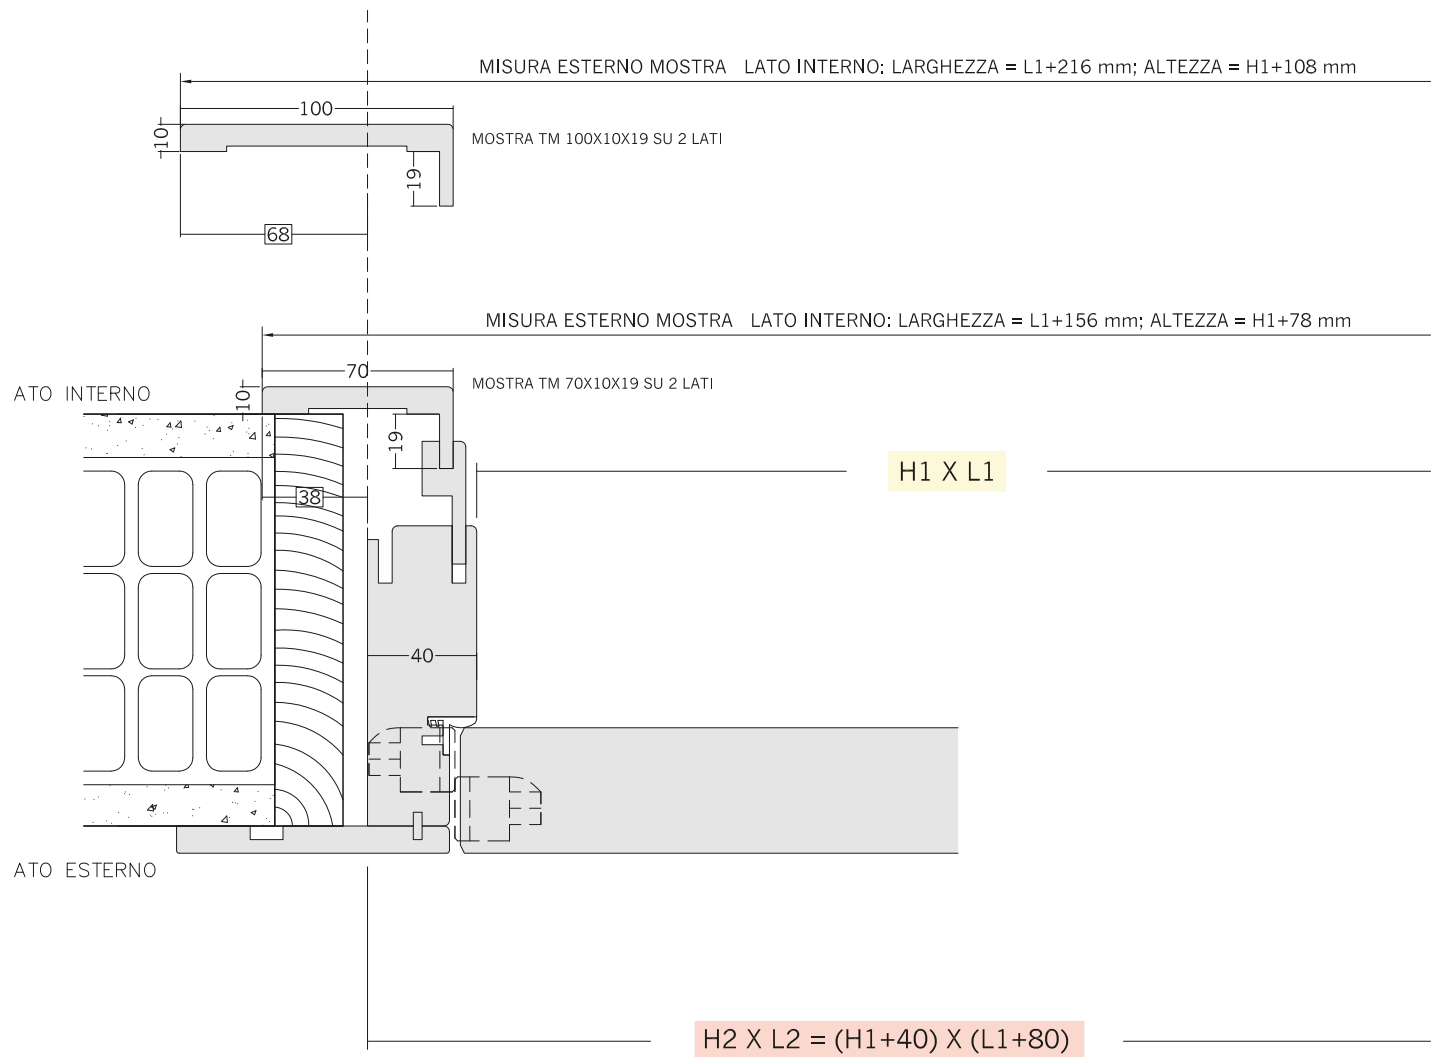 MISURA ESTERNO MOSTRA LATO INTERNO: LARGHEZZA = L1+216 mm; ALTEZZA = H1+108 mm
100
10
MOSTRA TM 100X10X19 SU 2 LATI
19
68
MISURA ESTERNO MOSTRA LATO INTERNO: LARGHEZZA = L1+156 mm; ALTEZZA = H1+78 mm
70
10
MOSTRA TM 70X10X19 SU 2 LATI
ATO INTERNO
19
H1 X L1
38
40
ATO ESTERNO
H2 X L2 = (H1+40) X (L1+80)